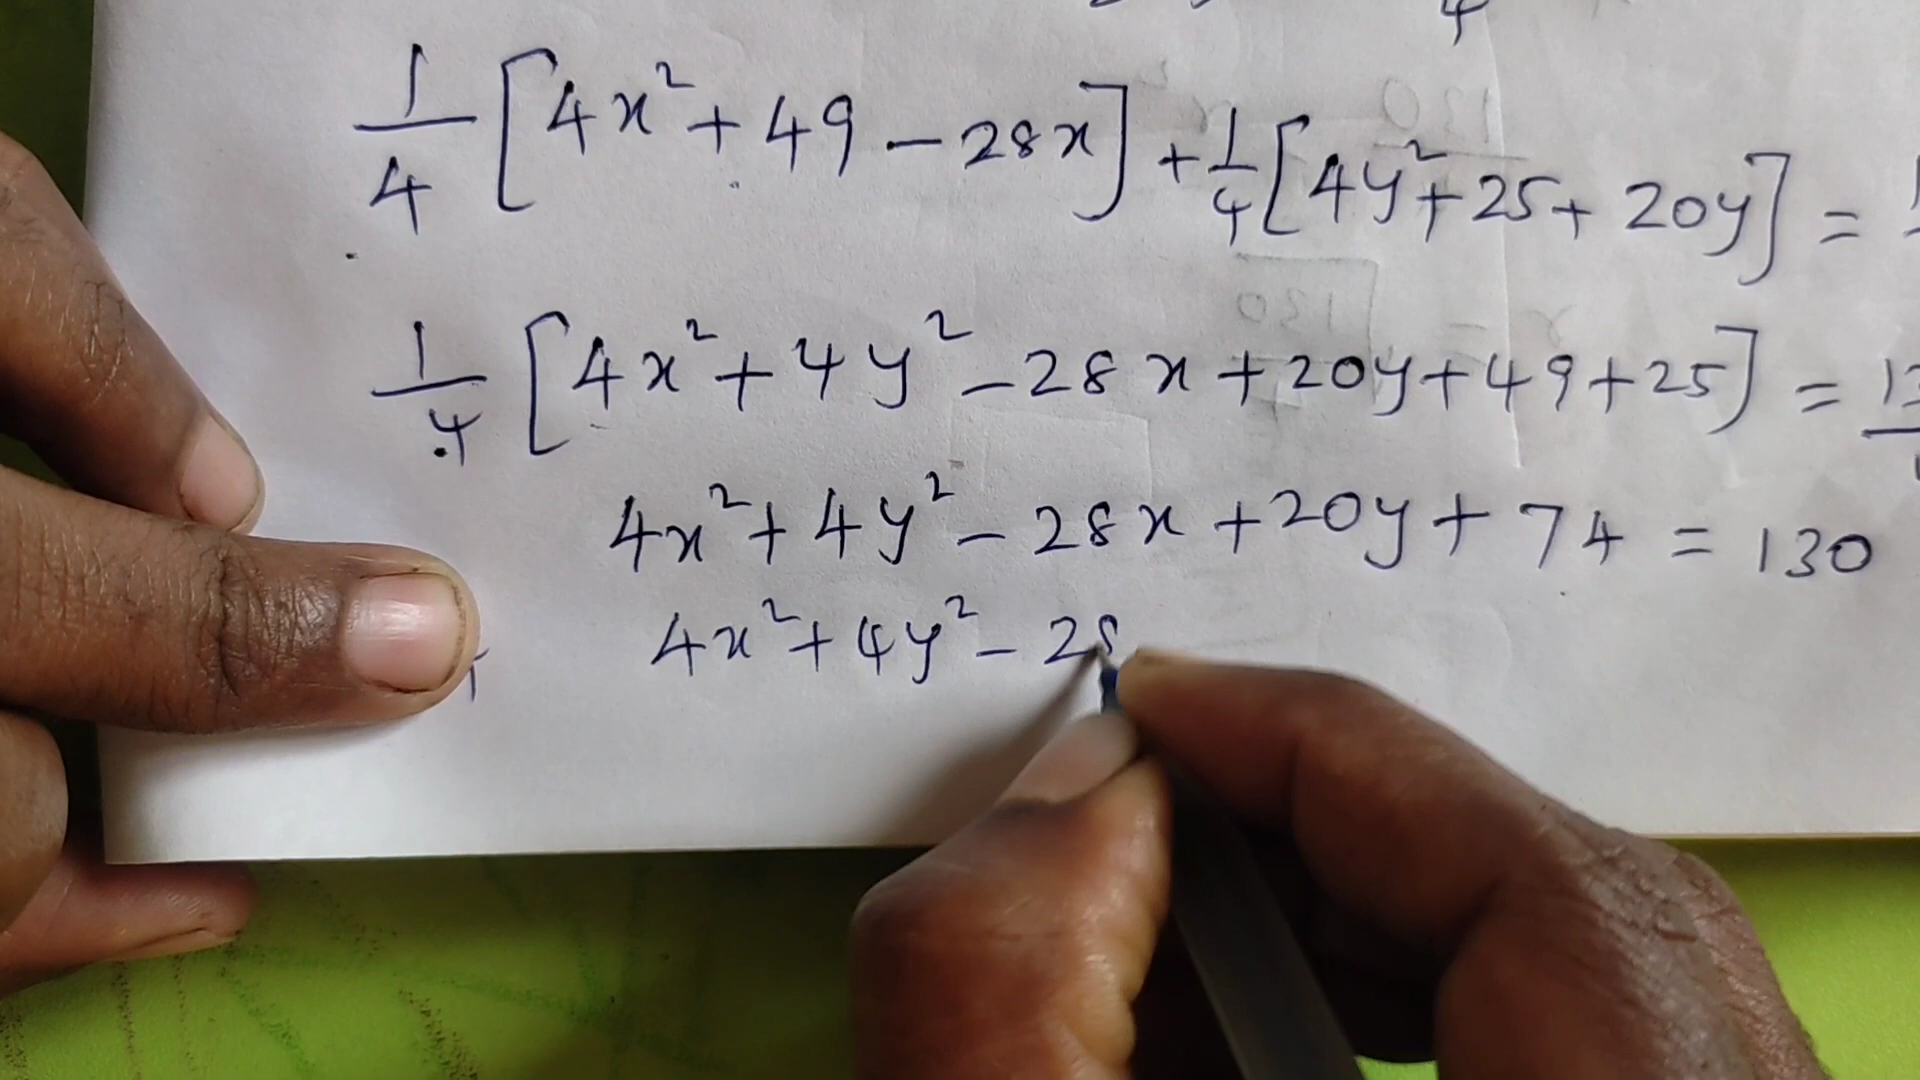 1/4 [4x² + 49 - 28x] + 1/4 [4y² + 25 + 20y] =
1/4 [4x² + 4y² - 28x + 20y + 49 + 25] = 13
4x² + 4y² - 28x + 20y + 74 = 130
4x² + 4y² - 28